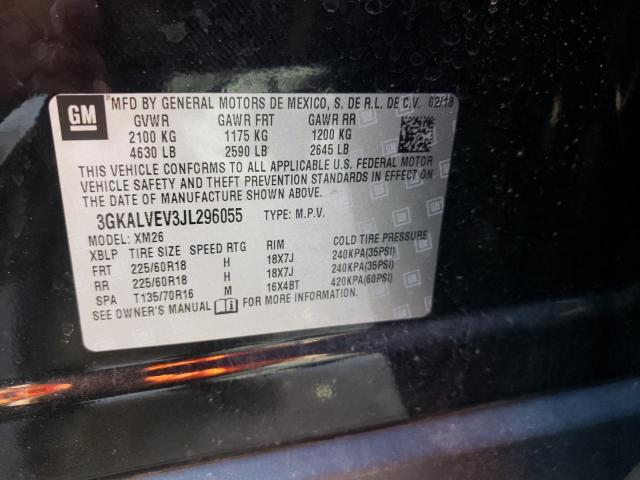 GM
MFD BY GENERAL MOTORS DE MEXICO, S. DE R.L. DE C.V. 02/18
GVWR GAWR FRT GAWR RR
2100 KG 1175 KG 1200 KG
4630 LB 2590 LB 2645 LB
THIS VEHICLE CONFORMS TO ALL APPLICABLE U.S. FEDERAL MOTOR
VEHICLE SAFETY AND THEFT PREVENTION STANDARDS IN EFFECT ON
THE DATE OF MANUFACTURE SHOWN ABOVE.
3GKALVEV3JL296055 TYPE: M.P.V.
MODEL: XM26
XBLP TIRE SIZE SPEED RTG RIM COLD TIRE PRESSURE
FRT 225/60R18 H 18X7J 240KPA(35PSI)
RR 225/60R18 H 18X7J 240KPA(35PSI)
SPA T135/70R16 M 16X4BT 420KPA(60PSI)
SEE OWNER'S MANUAL FOR MORE INFORMATION.